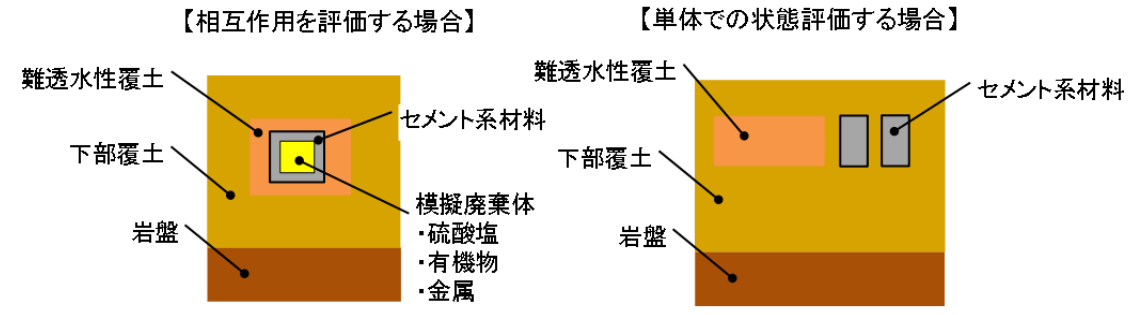 【相互作用を評価する場合】
難透水性覆土
セメント系材料
下部覆土
模擬廃棄体
・硫酸塩
・有機物
・金属
岩盤
【単体での状態評価する場合】
難透水性覆土
セメント系材料
下部覆土
岩盤